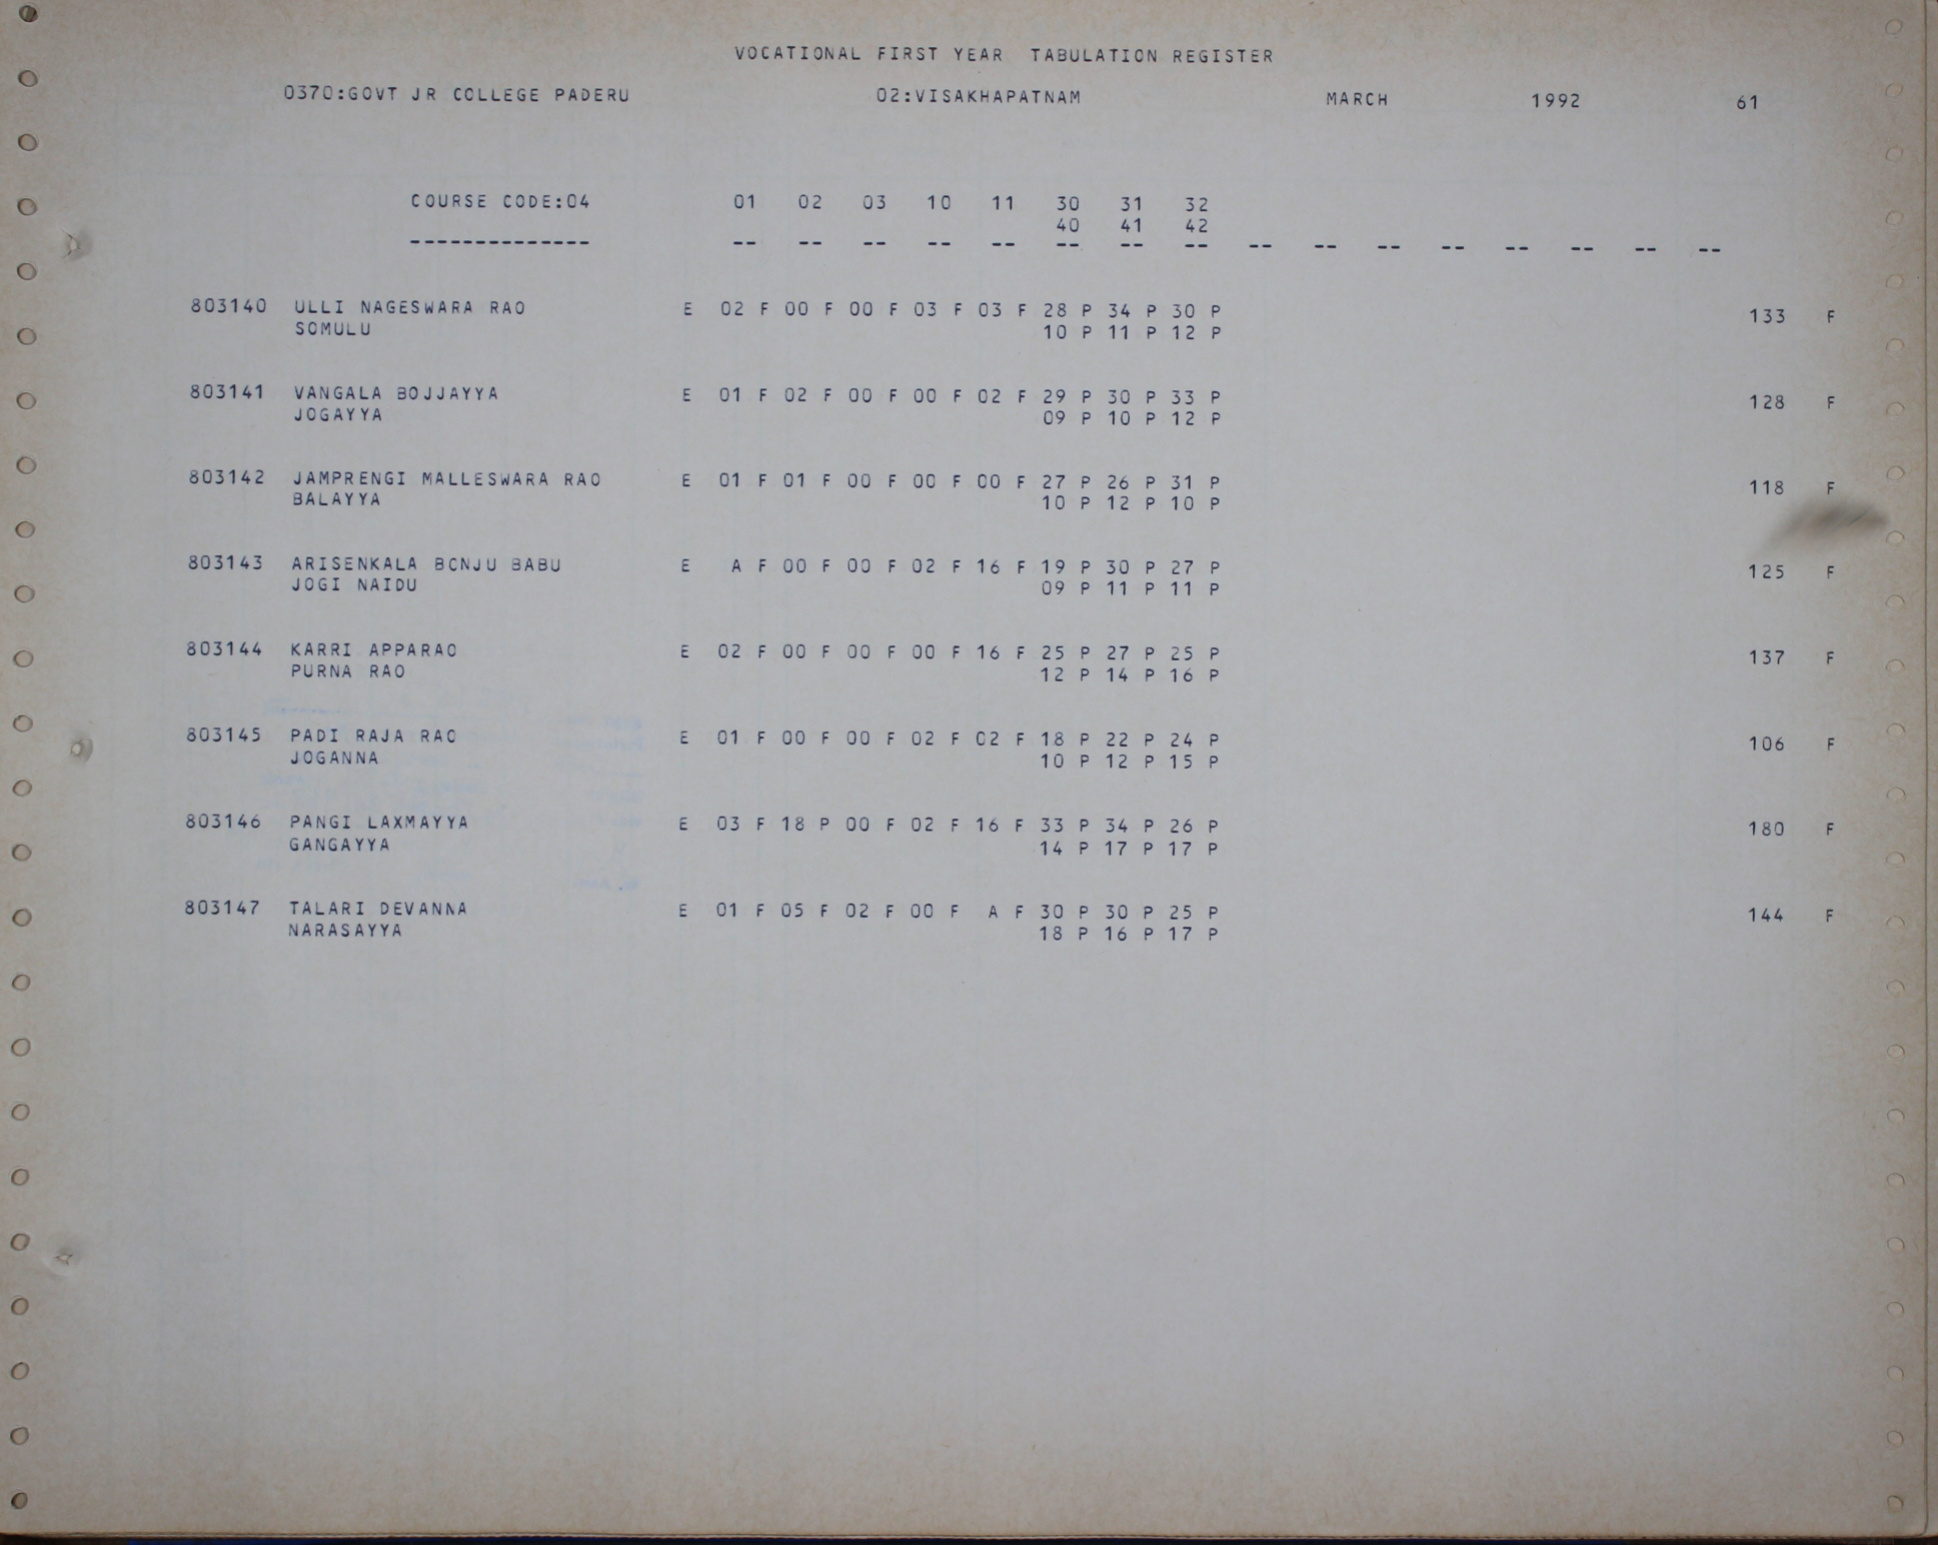 VOCATIONAL FIRST YEAR TABULATION REGISTER
0370:GOVT JR COLLEGE PADERU 02:VISAKHAPATNAM MARCH 1992 61
COURSE CODE:04 01 02 03 10 11 30 31 32
40 41 42
-------------- -- -- -- -- -- -- -- -- -- -- -- -- -- -- -- --
803140 ULLI NAGESWARA RAO E 02 F 00 F 00 F 03 F 03 F 28 P 34 P 30 P 133 F
SOMULU 10 P 11 P 12 P
803141 VANGALA BOJJAYYA E 01 F 02 F 00 F 00 F 02 F 29 P 30 P 33 P 128 F
JOGAYYA 09 P 10 P 12 P
803142 JAMPRENGI MALLESWARA RAO E 01 F 01 F 00 F 00 F 00 F 27 P 26 P 31 P 118 F
BALAYYA 10 P 12 P 10 P
803143 ARISENKALA BONJU BABU E A F 00 F 00 F 02 F 16 F 19 P 30 P 27 P 125 F
JOGI NAIDU 09 P 11 P 11 P
803144 KARRI APPARAO E 02 F 00 F 00 F 00 F 16 F 25 P 27 P 25 P 137 F
PURNA RAO 12 P 14 P 16 P
803145 PADI RAJA RAO E 01 F 00 F 00 F 02 F 02 F 18 P 22 P 24 P 106 F
JOGANNA 10 P 12 P 15 P
803146 PANGI LAXMAYYA E 03 F 18 P 00 F 02 F 16 F 33 P 34 P 26 P 180 F
GANGAYYA 14 P 17 P 17 P
803147 TALARI DEVANNA E 01 F 05 F 02 F 00 F A F 30 P 30 P 25 P 144 F
NARASAYYA 18 P 16 P 17 P